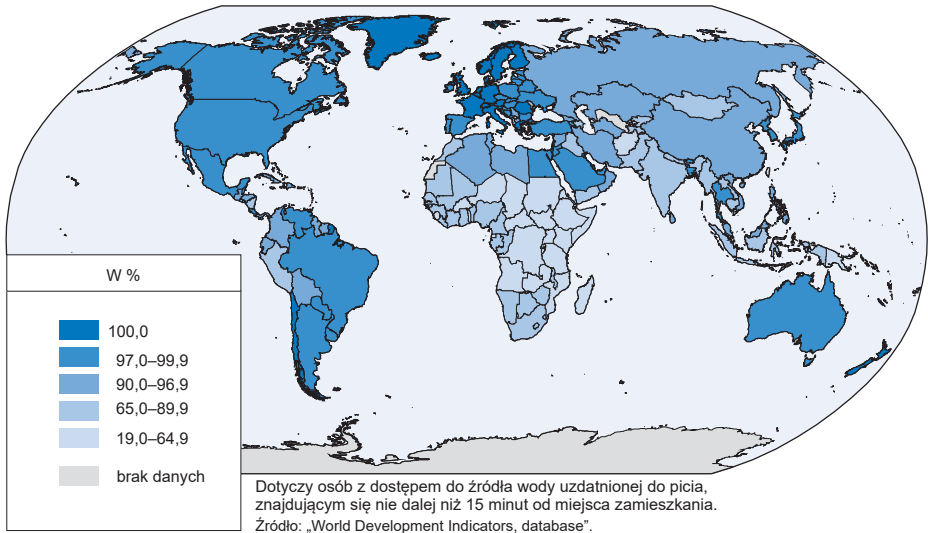 W %
100,0
97,0–99,9
90,0–96,9
65,0–89,9
19,0–64,9
brak danych
Dotyczy osób z dostępem do źródła wody uzdatnionej do picia,
znajdującym się nie dalej niż 15 minut od miejsca zamieszkania.
Źródło: „World Development Indicators, database”.